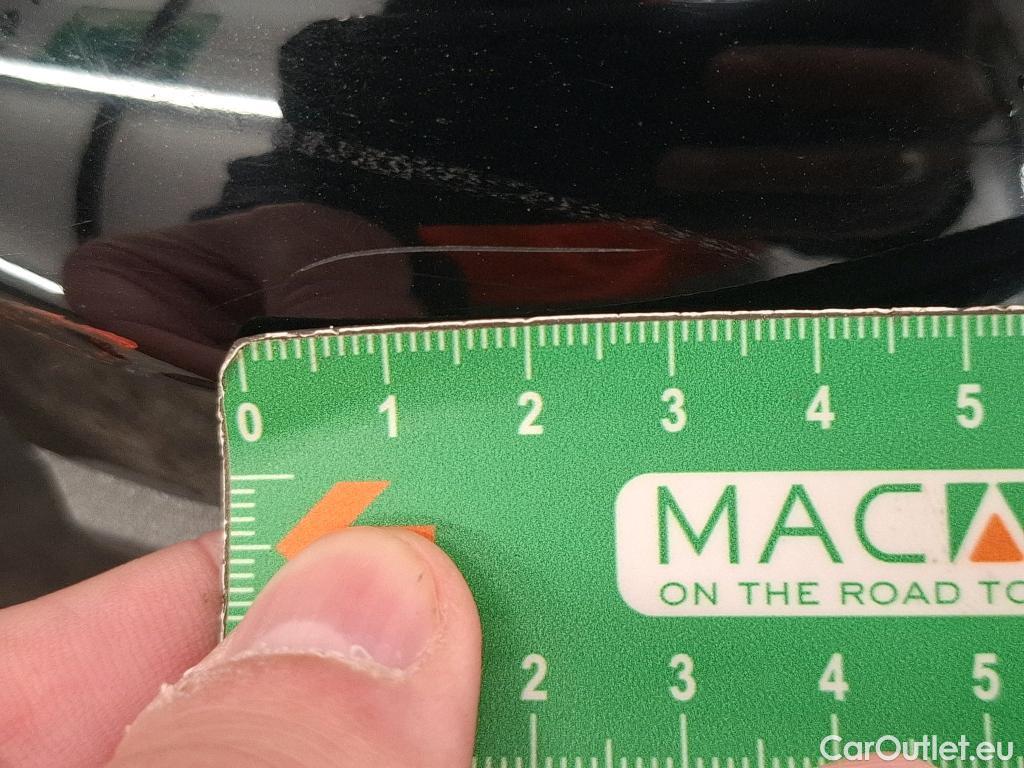 0 1 2 3 4 5
MAC
ON THE ROAD TO
2 3 4 5
CarOutlet.eu